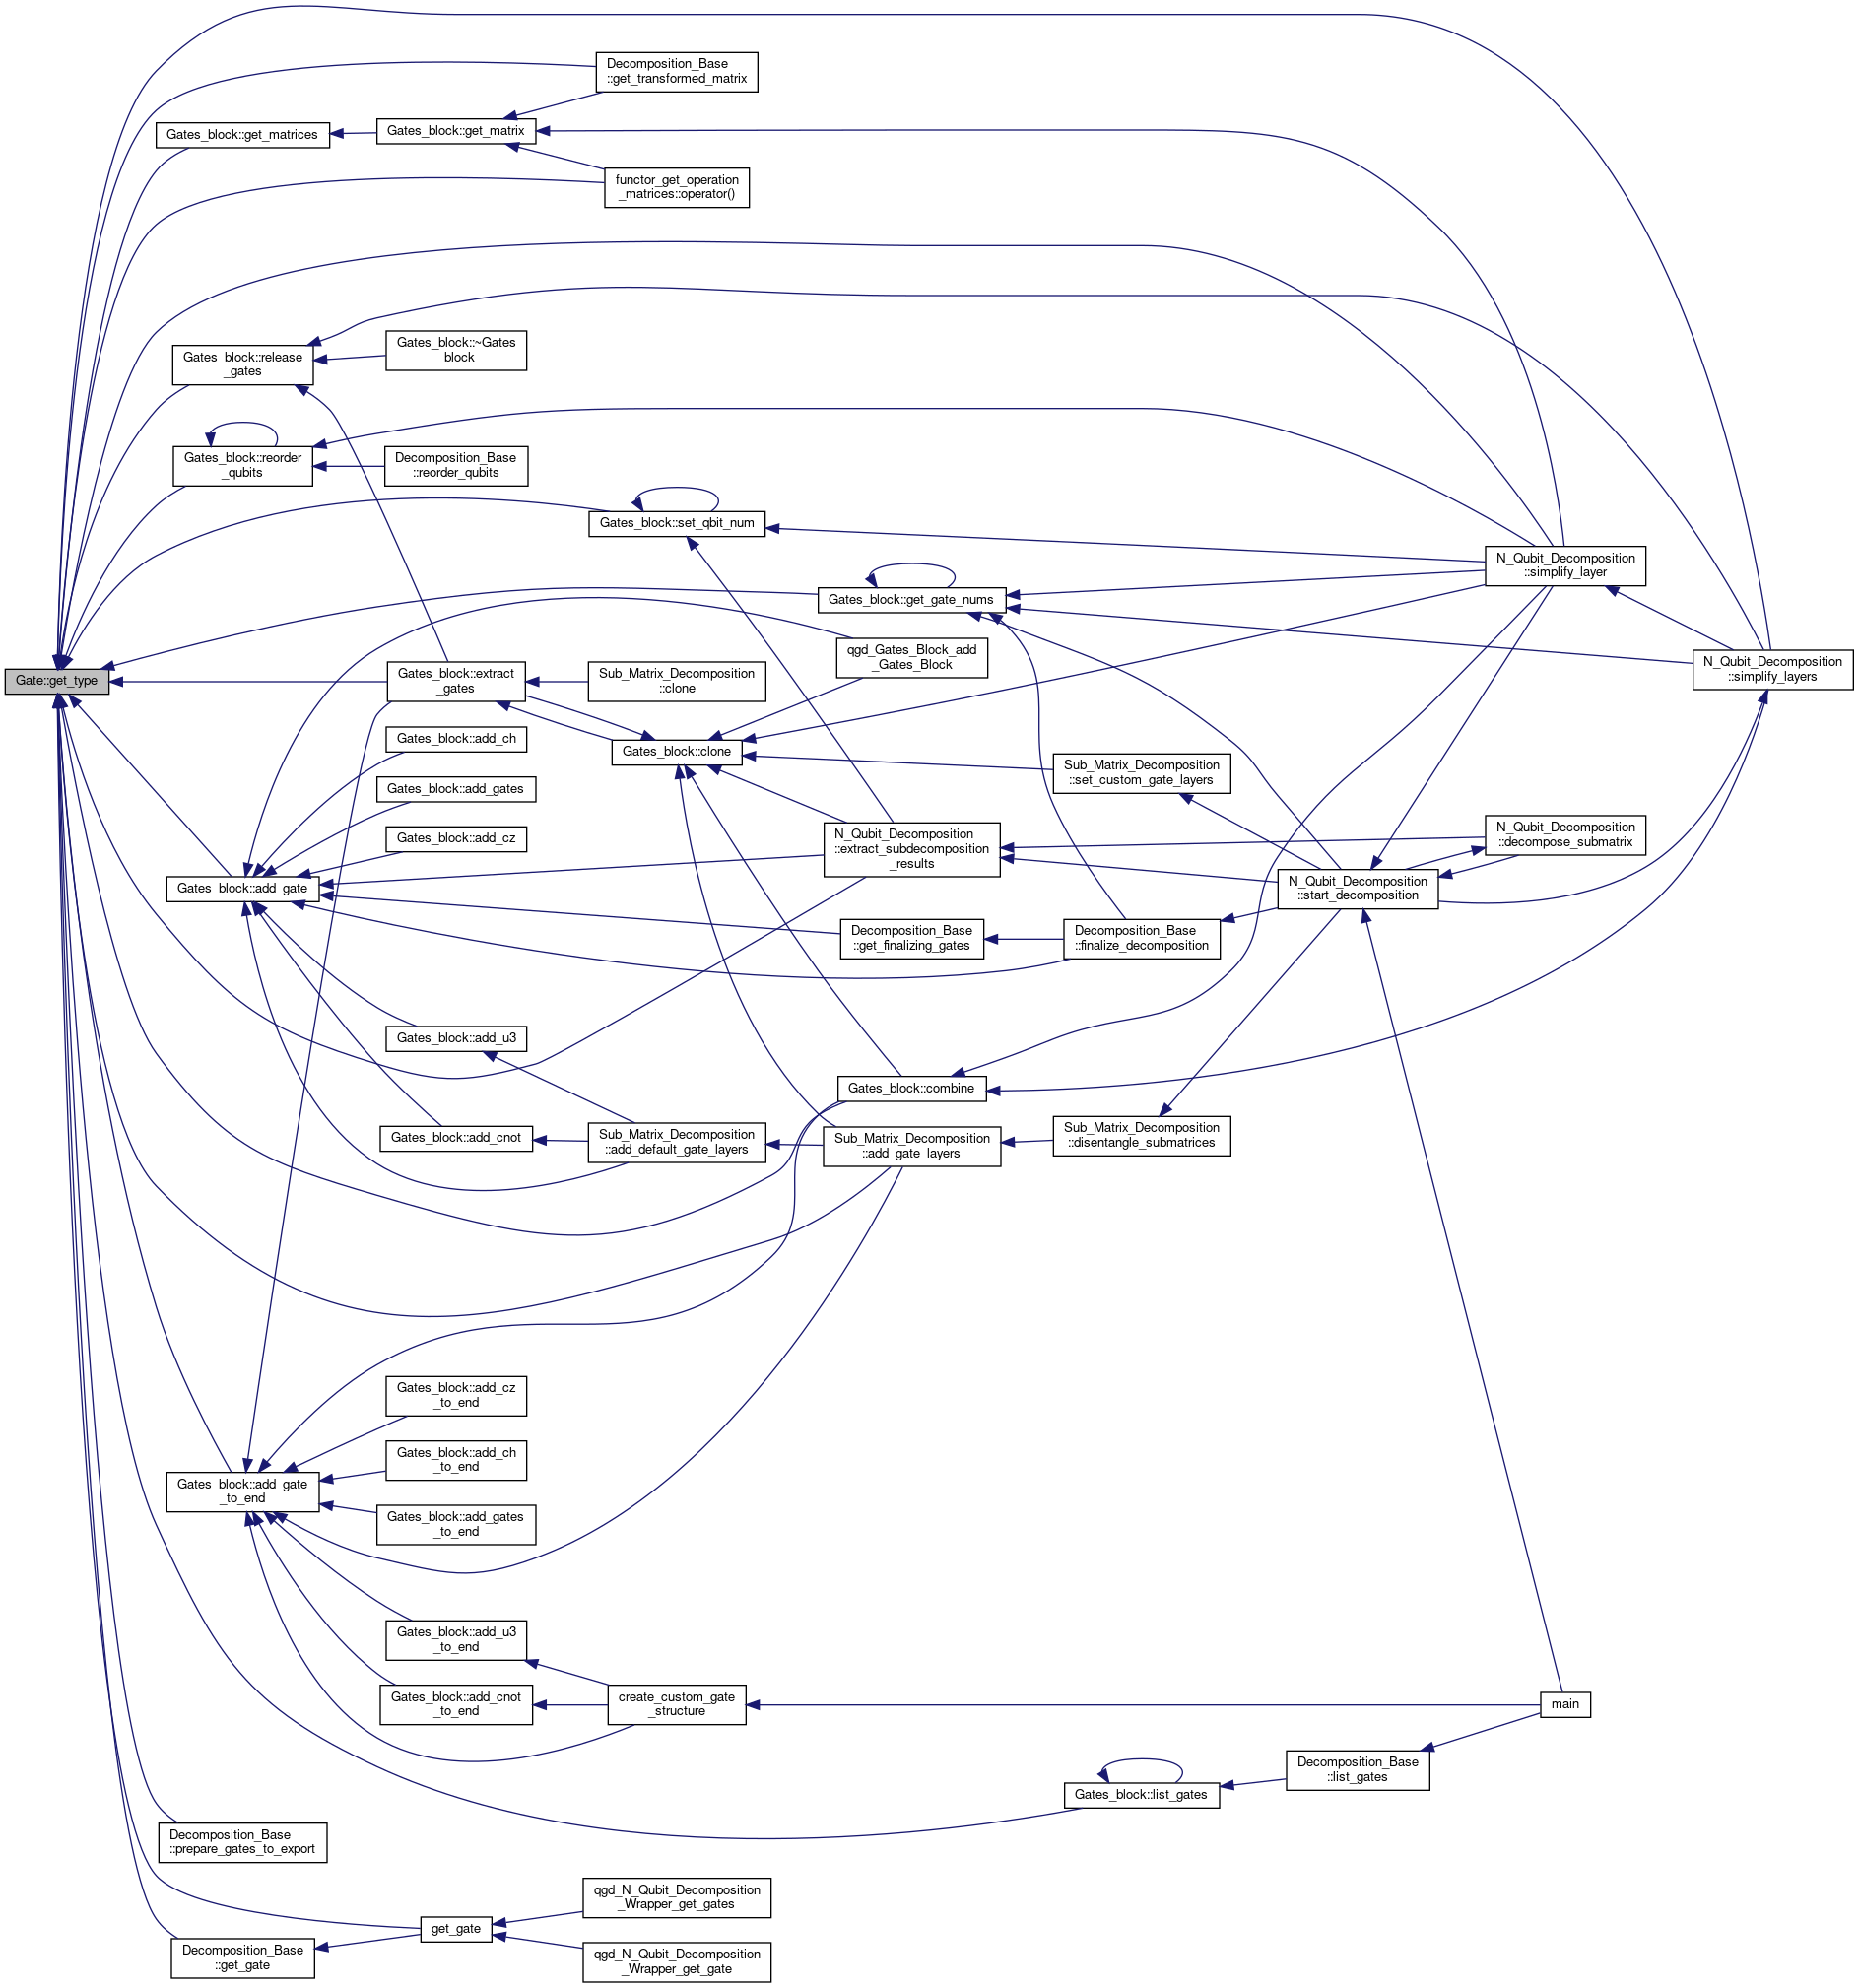 Decomposition_Base
::get_transformed_matrix
Gates_block::get_matrices
Gates_block::get_matrix
functor_get_operation
_matrices::operator()
Gates_block::release
_gates
Gates_block::~Gates
_block
Gates_block::reorder
_qubits
Decomposition_Base
::reorder_qubits
Gates_block::set_qbit_num
N_Qubit_Decomposition
::simplify_layer
Gates_block::get_gate_nums
qgd_Gates_Block_add
_Gates_Block
Gate::get_type
Gates_block::extract
_gates
Sub_Matrix_Decomposition
::clone
N_Qubit_Decomposition
::simplify_layers
Gates_block::add_ch
Gates_block::clone
Sub_Matrix_Decomposition
::set_custom_gate_layers
Gates_block::add_gates
Gates_block::add_cz
N_Qubit_Decomposition
::extract_subdecomposition
_results
N_Qubit_Decomposition
::decompose_submatrix
Gates_block::add_gate
N_Qubit_Decomposition
::start_decomposition
Decomposition_Base
::get_finalizing_gates
Decomposition_Base
::finalize_decomposition
Gates_block::add_u3
Gates_block::combine
Gates_block::add_cnot
Sub_Matrix_Decomposition
::add_default_gate_layers
Sub_Matrix_Decomposition
::add_gate_layers
Sub_Matrix_Decomposition
::disentangle_submatrices
Gates_block::add_cz
_to_end
Gates_block::add_ch
_to_end
Gates_block::add_gate
_to_end
Gates_block::add_gates
_to_end
Gates_block::add_u3
_to_end
Gates_block::add_cnot
_to_end
create_custom_gate
_structure
main
Decomposition_Base
::list_gates
Gates_block::list_gates
Decomposition_Base
::prepare_gates_to_export
qgd_N_Qubit_Decomposition
_Wrapper_get_gates
get_gate
Decomposition_Base
::get_gate
qgd_N_Qubit_Decomposition
_Wrapper_get_gate